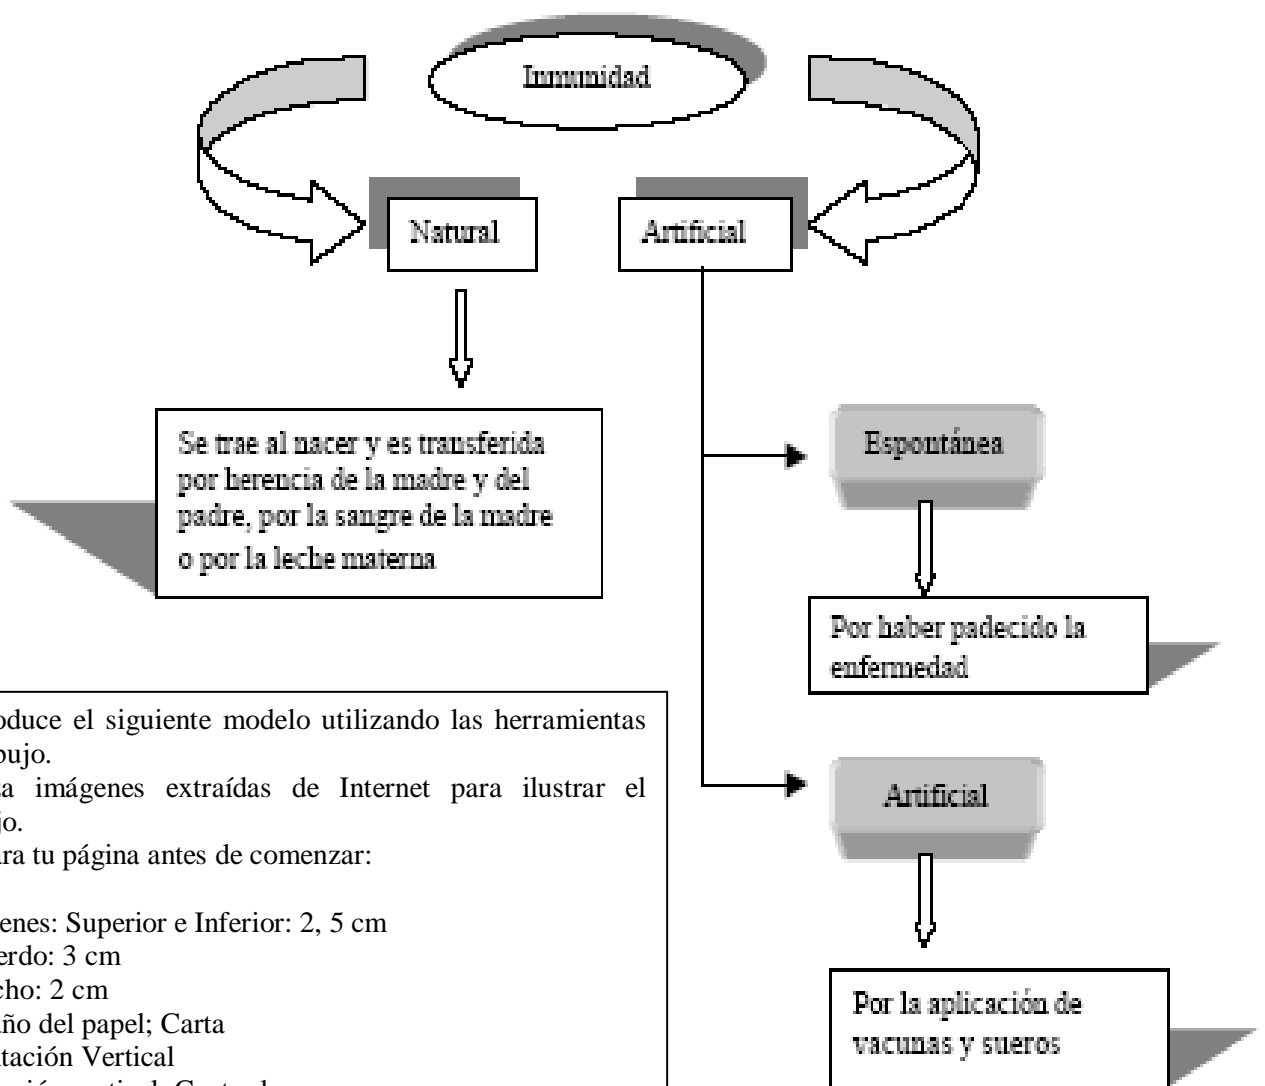 Inmunidad
Natural
Artificial
Se trae al nacer y es transferida
por herencia de la madre y del
padre, por la sangre de la madre
o por la leche materna
Espontánea
Por haber padecido la
enfermedad
Artificial
Por la aplicación de
vacunas y sueros
oduce el siguiente modelo utilizando las herramientas
bujo.
za imágenes extraídas de Internet para ilustrar el
jo.
ara tu página antes de comenzar:
enes: Superior e Inferior: 2, 5 cm
erdo: 3 cm
cho: 2 cm
año del papel; Carta
ntación Vertical